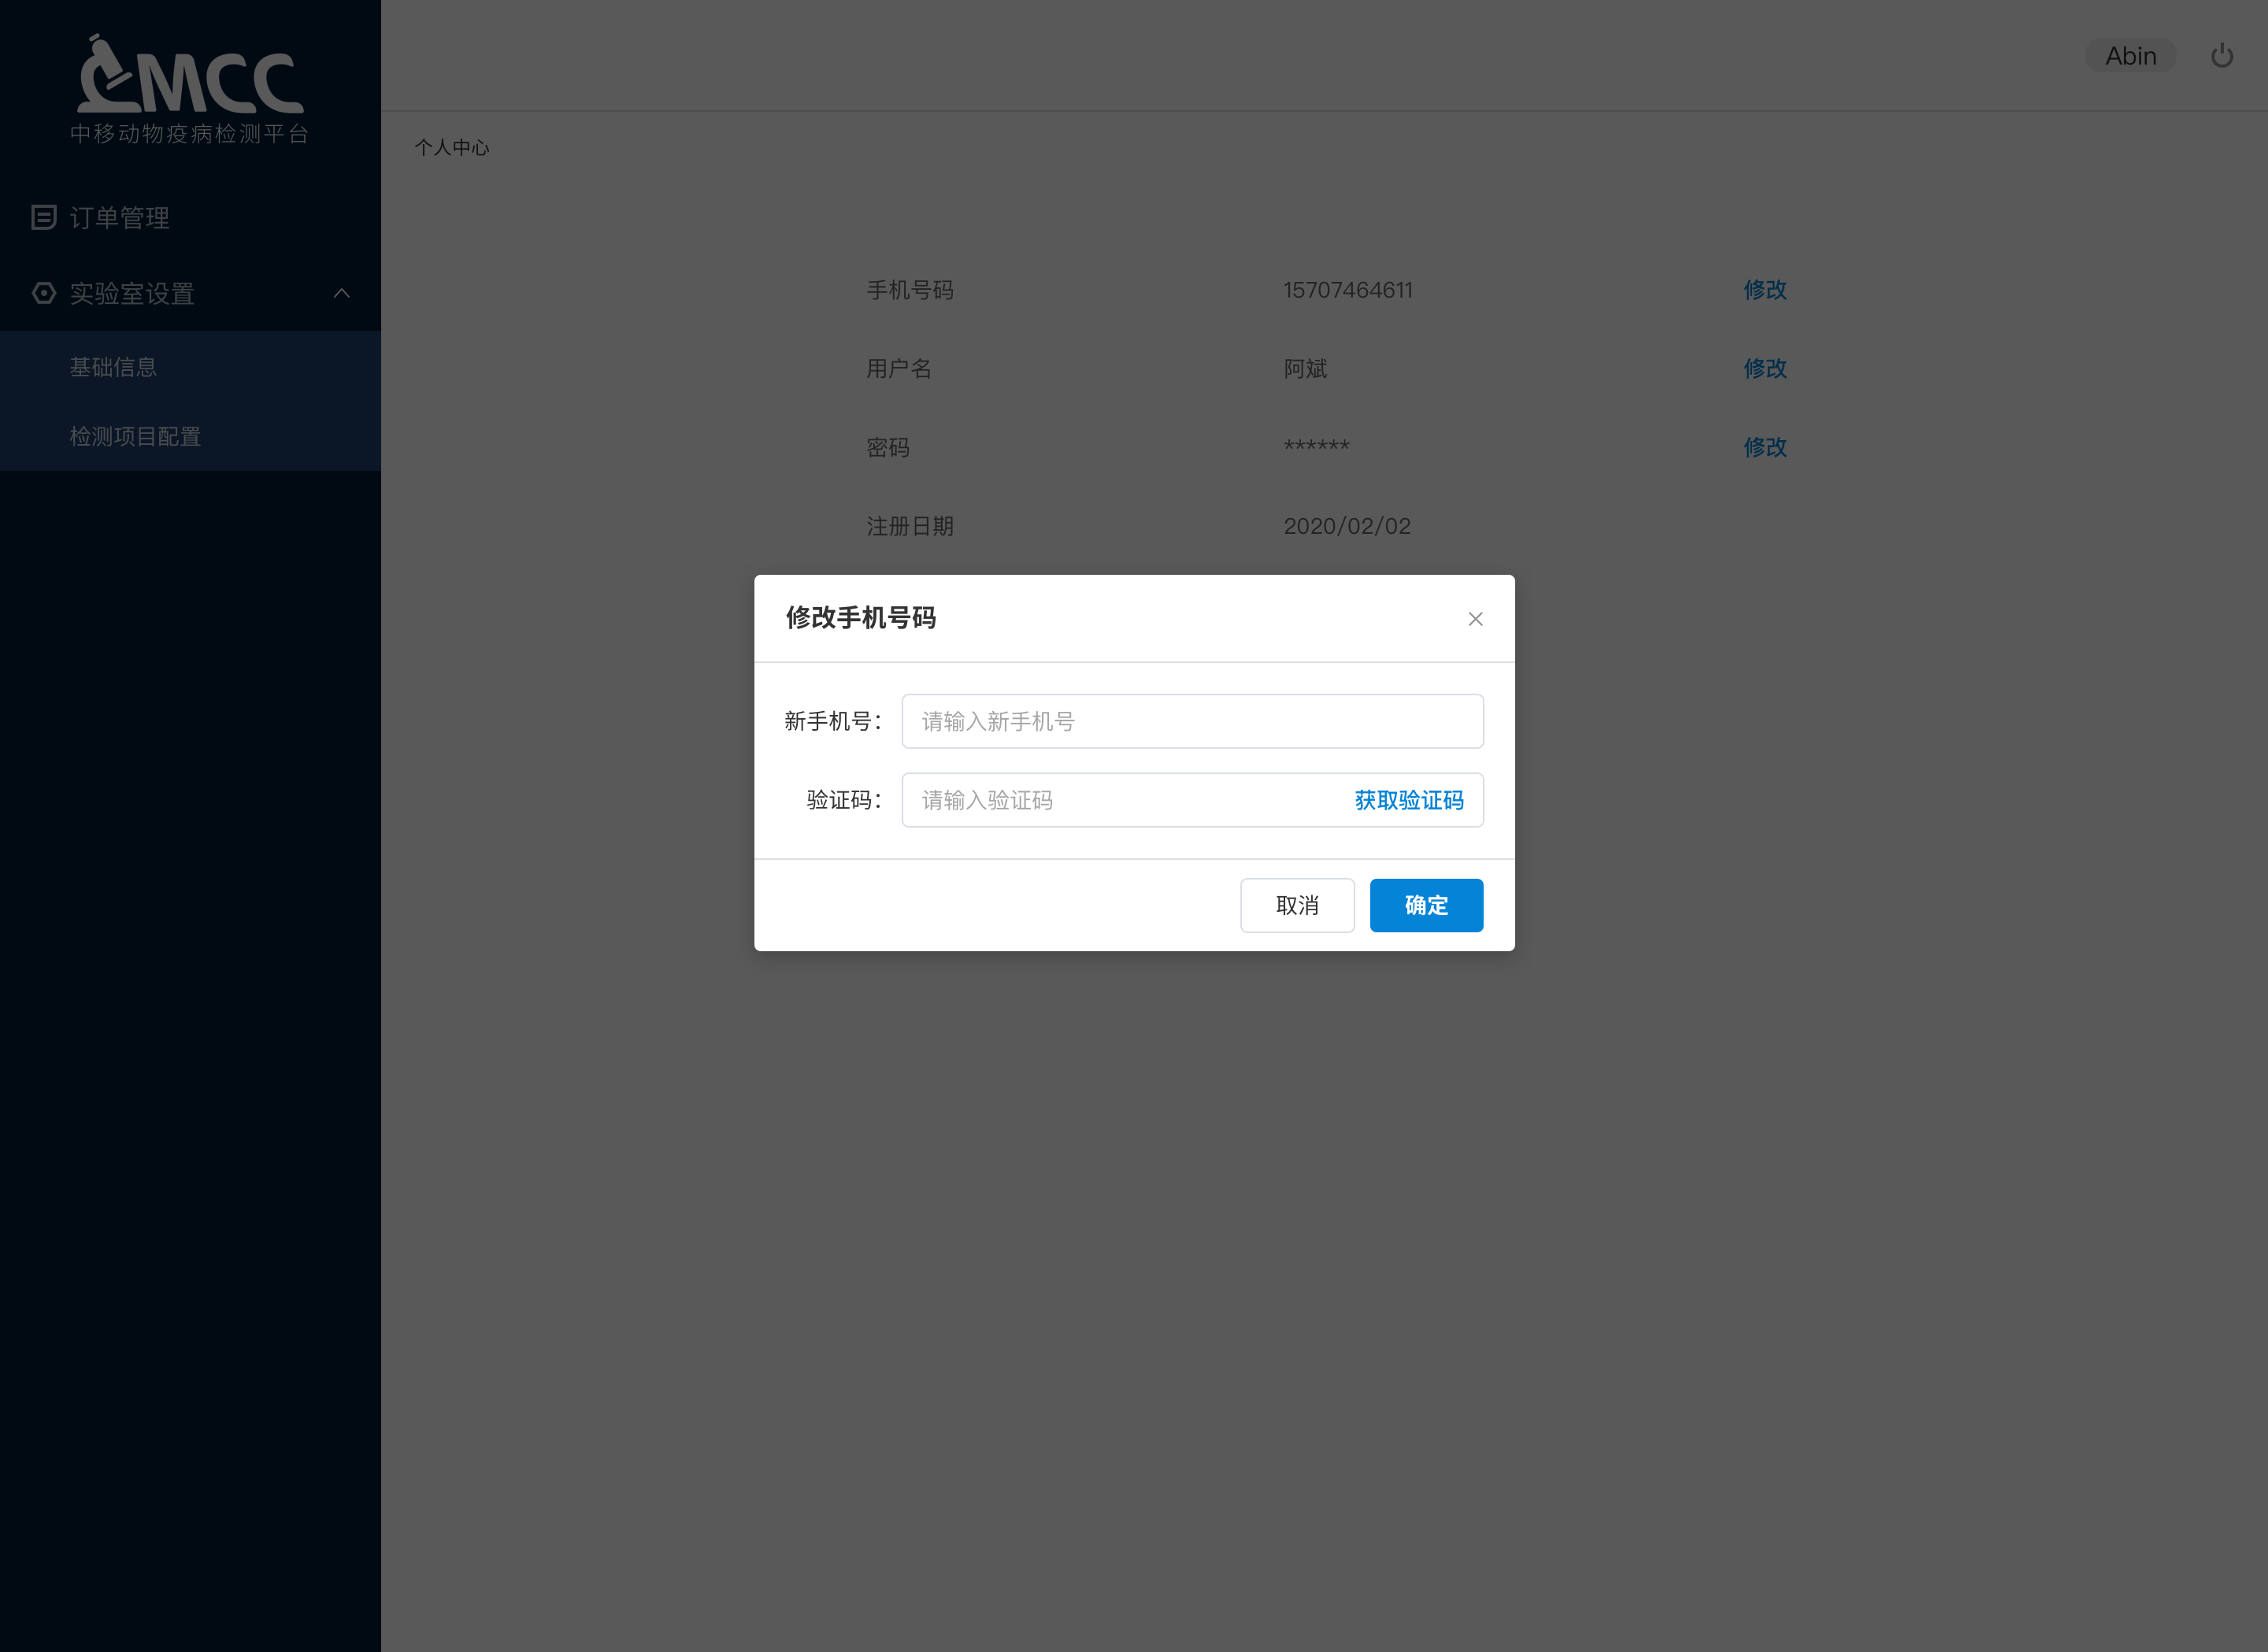 MCC
中移动物疫病检测平台
订单管理
实验室设置
基础信息
检测项目配置
Abin
个人中心
手机号码 15707464611 修改
用户名 阿斌 修改
密码 ****** 修改
注册日期 2020/02/02
修改手机号码
新手机号： 请输入新手机号
验证码： 请输入验证码 获取验证码
取消 确定